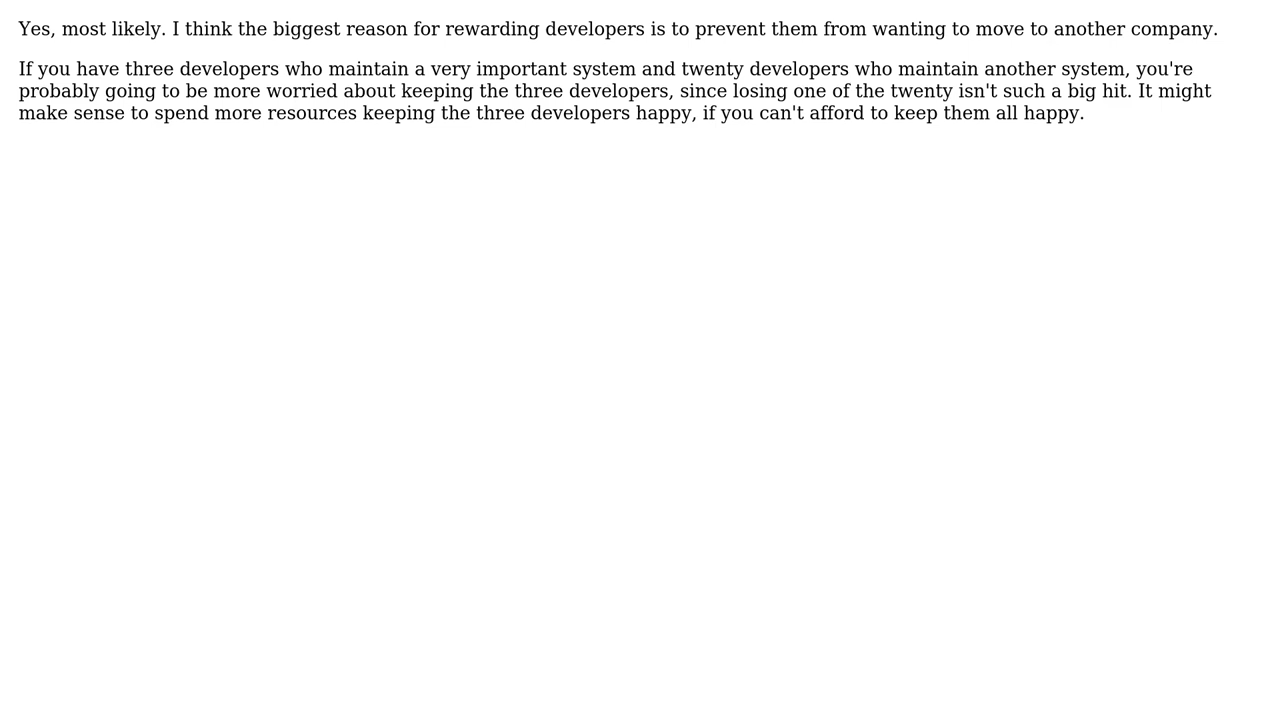 Yes, most likely. I think the biggest reason for rewarding developers is to prevent them from wanting to move to another company.
If you have three developers who maintain a very important system and twenty developers who maintain another system, you're
probably going to be more worried about keeping the three developers, since losing one of the twenty isn't such a big hit. It might
make sense to spend more resources keeping the three developers happy, if you can't afford to keep them all happy.